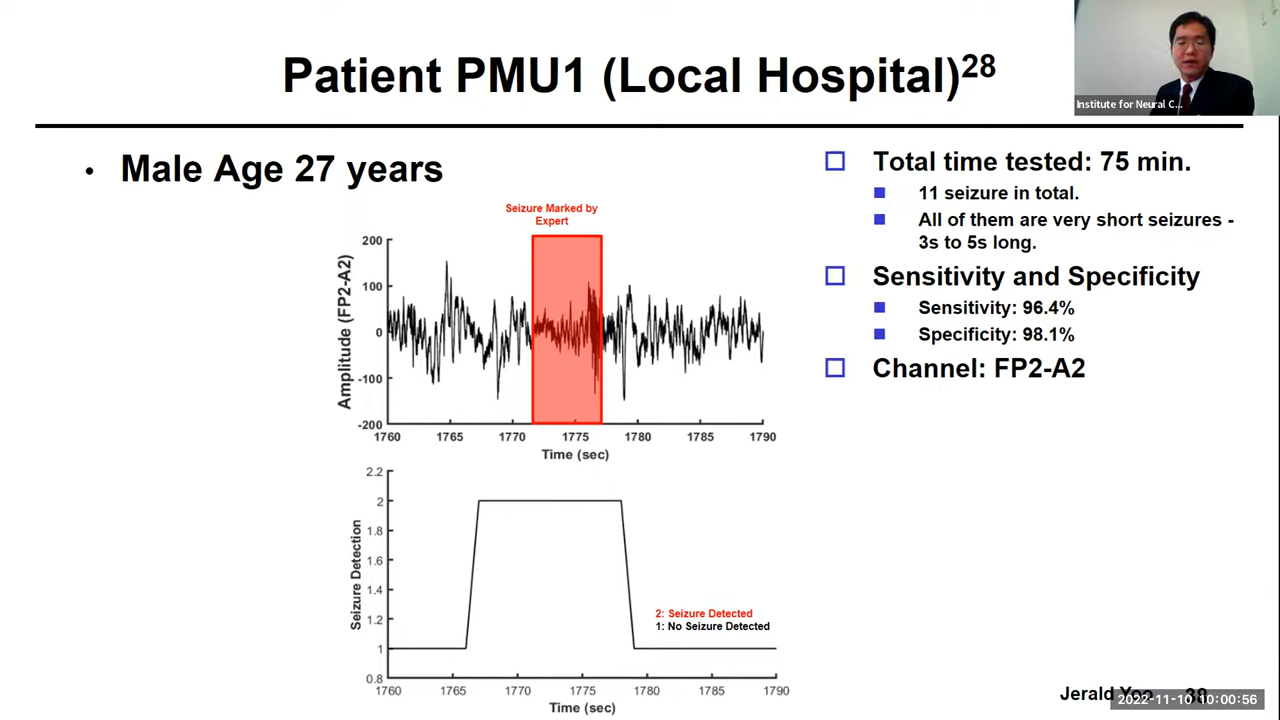 Patient PMU1 (Local Hospital)28
Institute for Neural C...
• Male Age 27 years
Seizure Marked by
Expert
Amplitude (FP2-A2)
200
100
0
-100
-200
1760 1765 1770 1775 1780 1785 1790
Time (sec)
Seizure Detection
2.2
2
1.8
1.6
1.4
1.2
1
0.8
2: Seizure Detected
1: No Seizure Detected
1760 1765 1770 1775 1780 1785 1790
Time (sec)
Total time tested: 75 min.
11 seizure in total.
All of them are very short seizures -
3s to 5s long.
Sensitivity and Specificity
Sensitivity: 96.4%
Specificity: 98.1%
Channel: FP2-A2
Jerald Yoo 38
2022-11-10 10:00:56